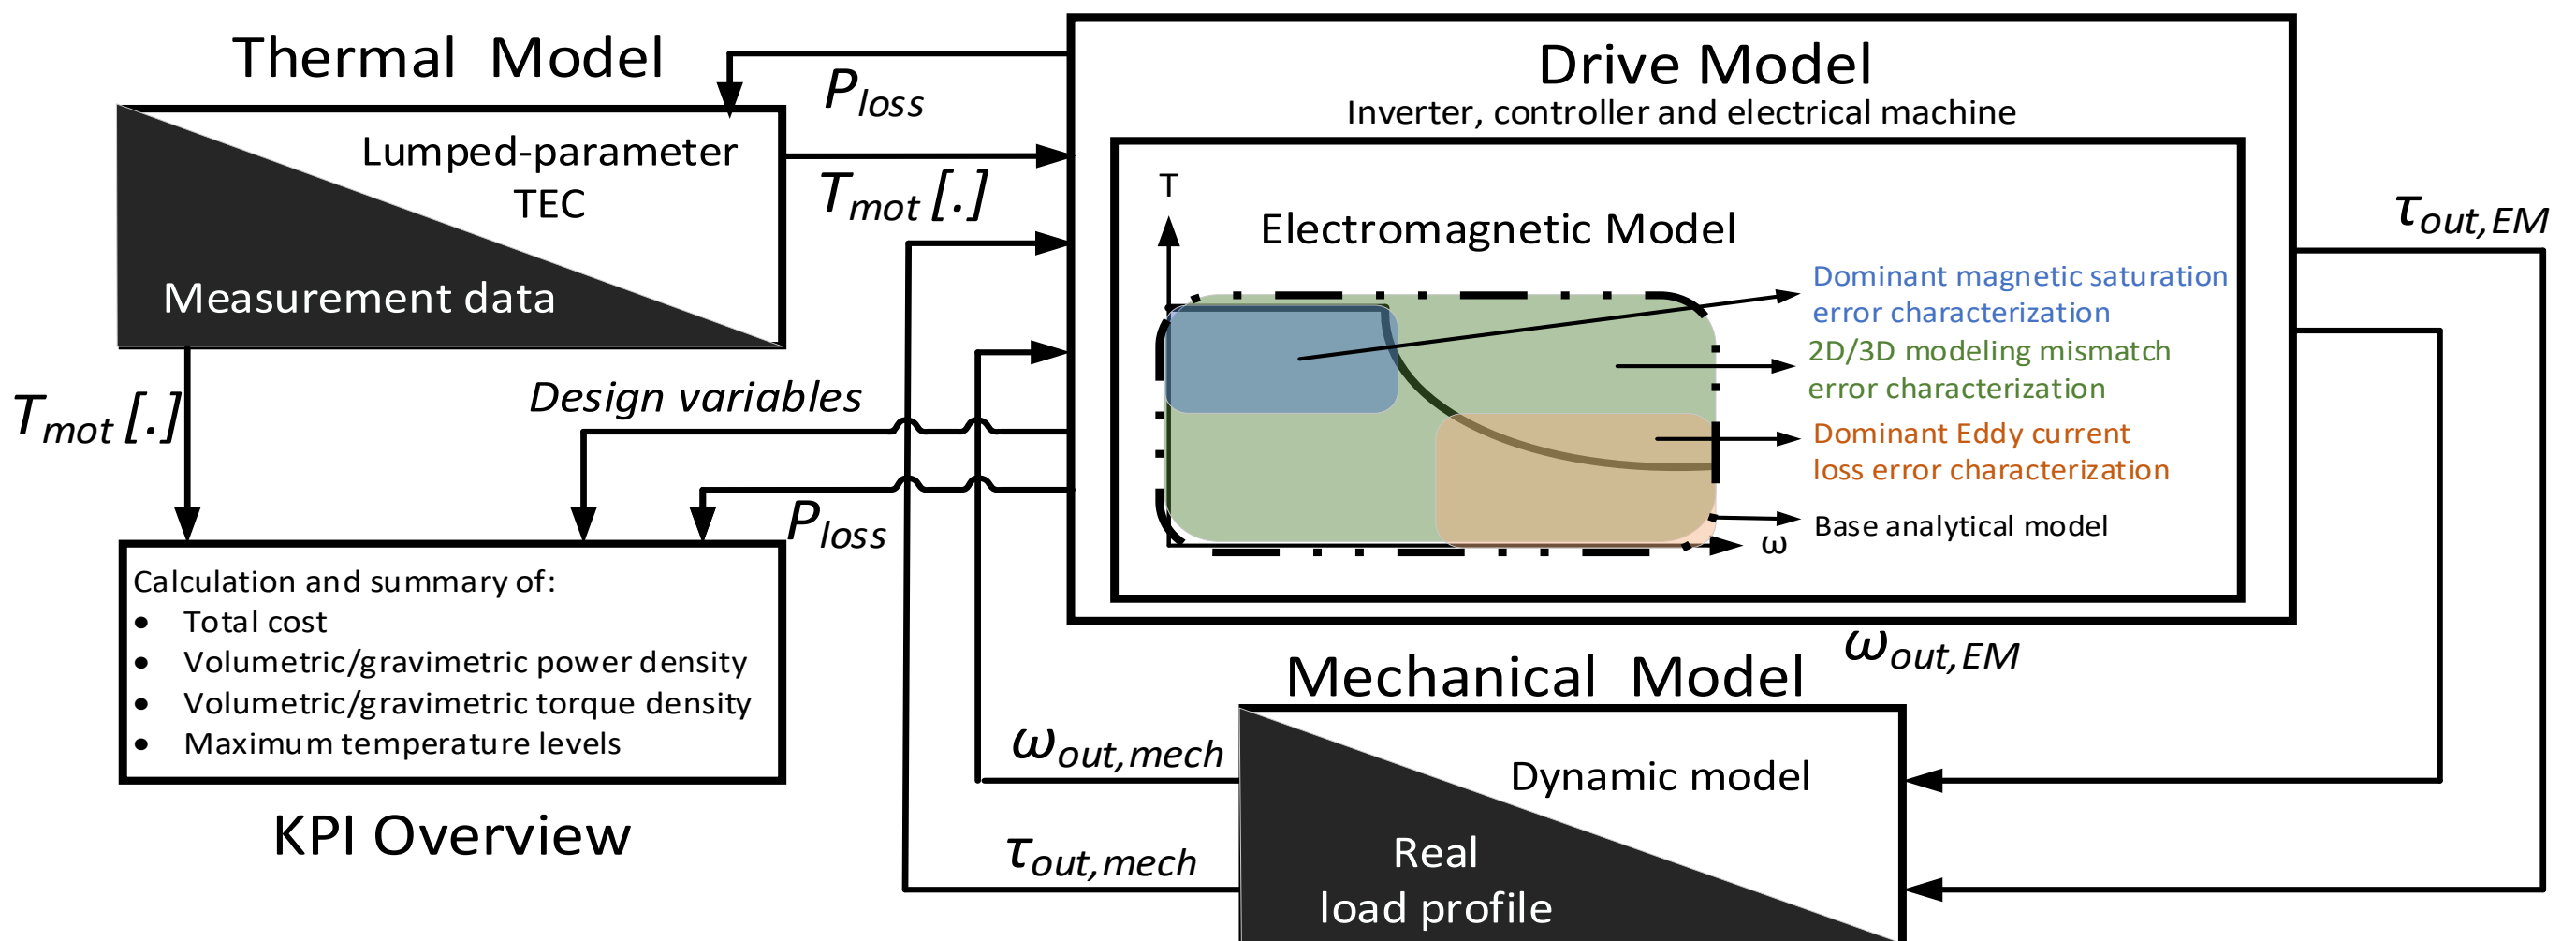 Thermal Model
P_loss
Lumped-parameter
TEC
Measurement data
T_mot [.]
T_mot [.]
Design variables
P_loss
Calculation and summary of:
• Total cost
• Volumetric/gravimetric power density
• Volumetric/gravimetric torque density
• Maximum temperature levels
KPI Overview
Drive Model
Inverter, controller and electrical machine
T
Electromagnetic Model
Dominant magnetic saturation
error characterization
2D/3D modeling mismatch
error characterization
Dominant Eddy current
loss error characterization
Base analytical model
ω
τ_out,EM
ω_out,EM
Mechanical Model
ω_out,mech
τ_out,mech
Dynamic model
Real
load profile